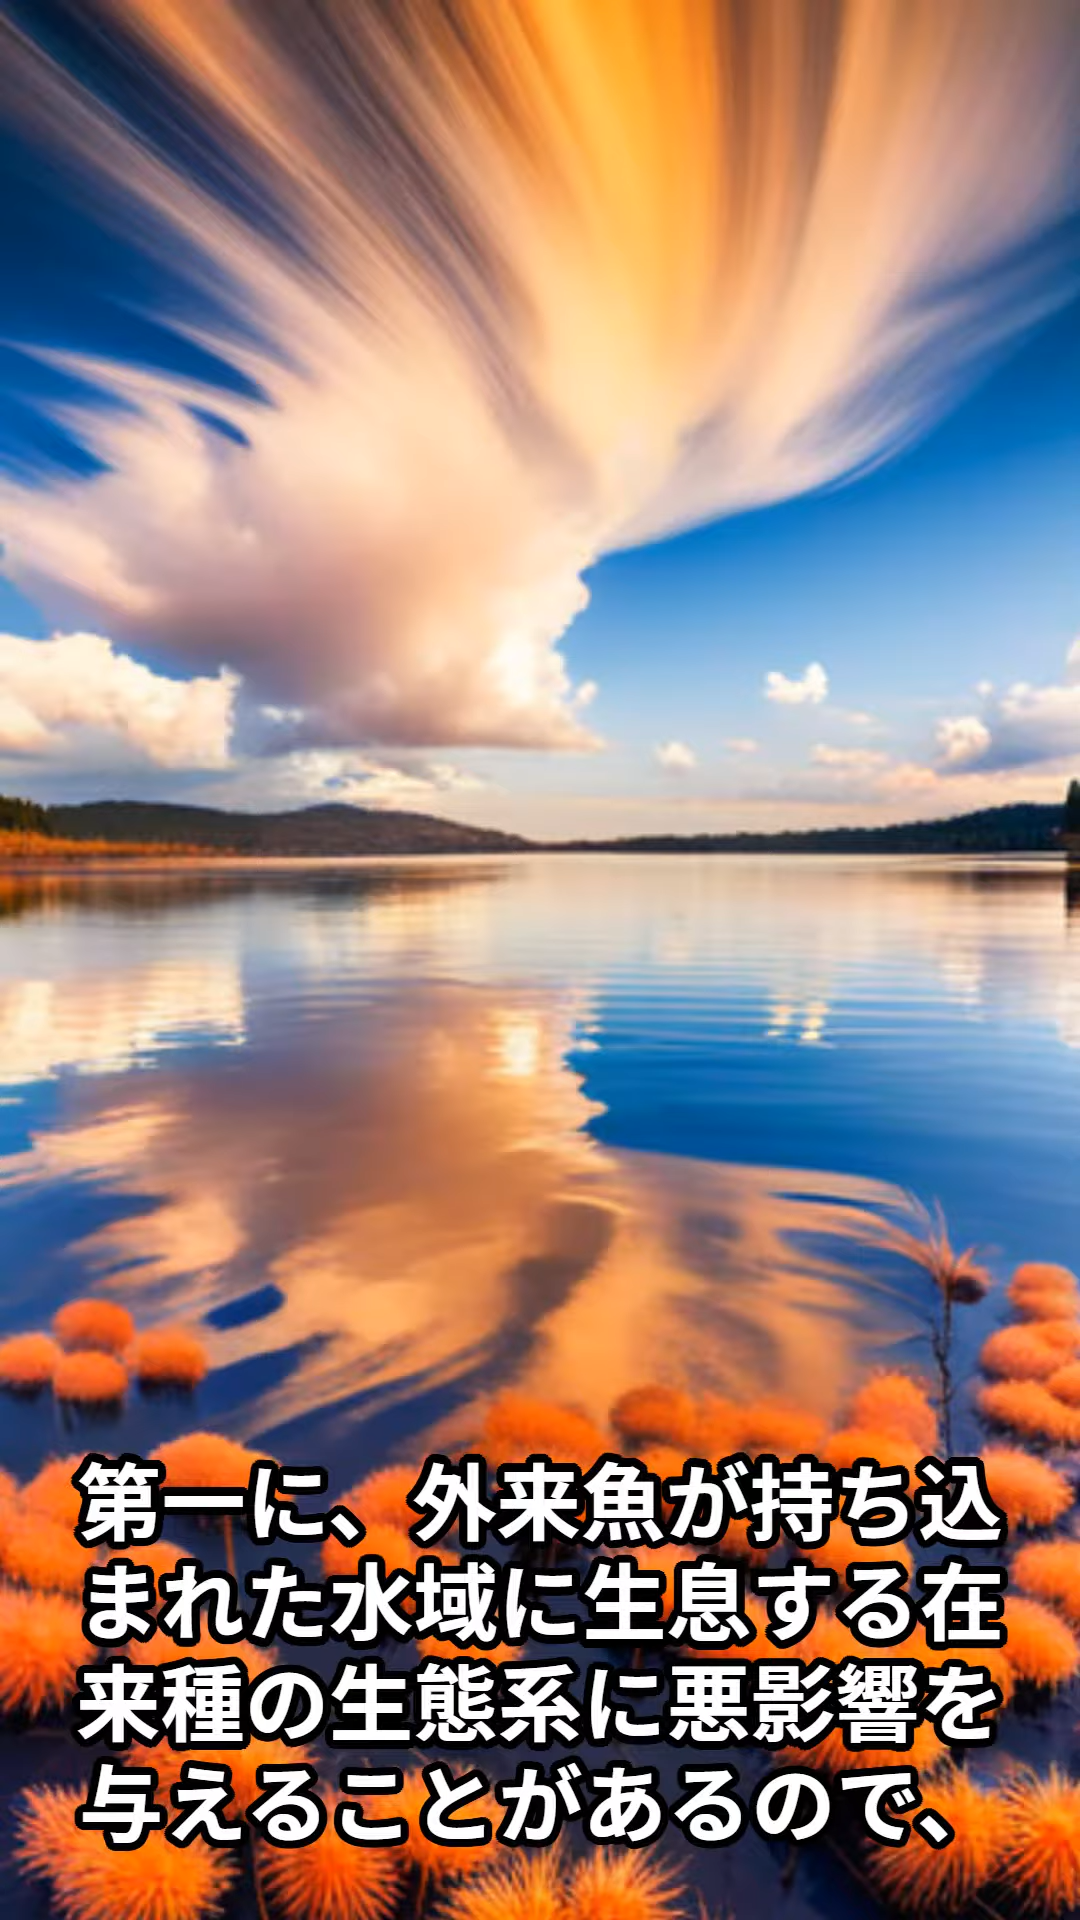 第一に、外来魚が持ち込
まれた水域に生息する在
来種の生態系に悪影響を
与えることがあるので、